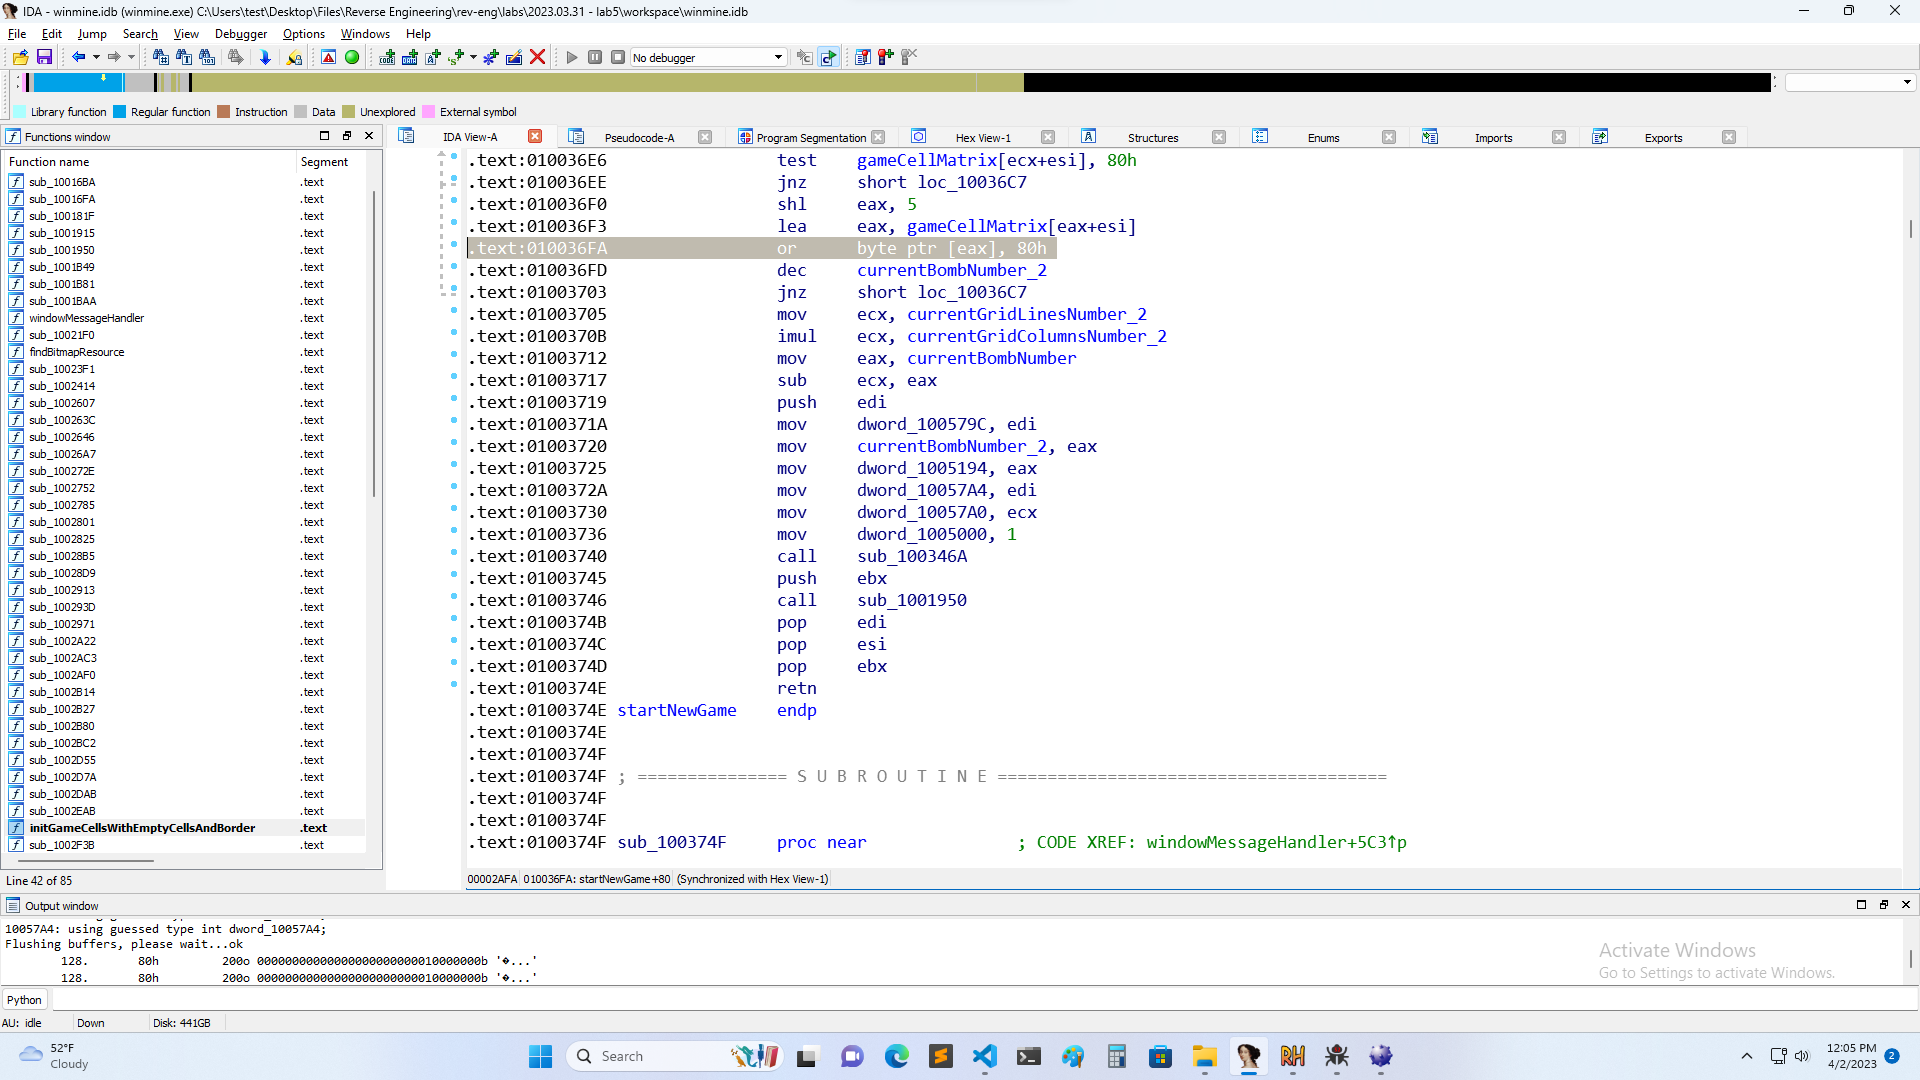 IDA - winmine.idb (winmine.exe) C:\Users\test\Desktop\Files\Reverse Engineering\rev-eng\labs\2023.03.31 - lab5\workspace\winmine.idb
File Edit Jump Search View Debugger Options Windows Help
No debugger
Library function Regular function Instruction Data Unexplored External symbol
Functions window
Function name Segment
sub_10016BA .text
sub_10016FA .text
sub_100181F .text
sub_1001915 .text
sub_1001950 .text
sub_1001B49 .text
sub_1001B81 .text
sub_1001BAA .text
windowMessageHandler .text
sub_10021F0 .text
findBitmapResource .text
sub_10023F1 .text
sub_1002414 .text
sub_1002607 .text
sub_100263C .text
sub_1002646 .text
sub_10026A7 .text
sub_100272E .text
sub_1002752 .text
sub_1002785 .text
sub_1002801 .text
sub_1002825 .text
sub_10028B5 .text
sub_10028D9 .text
sub_1002913 .text
sub_100293D .text
sub_1002971 .text
sub_1002A22 .text
sub_1002AC3 .text
sub_1002AF0 .text
sub_1002B14 .text
sub_1002B27 .text
sub_1002B80 .text
sub_1002BC2 .text
sub_1002D55 .text
sub_1002D7A .text
sub_1002DAB .text
sub_1002EAB .text
initGameCellsWithEmptyCellsAndBorder .text
sub_1002F3B .text
Line 42 of 85
IDA View-A Pseudocode-A Program Segmentation Hex View-1 Structures Enums Imports Exports
.text:010036E6 test gameCellMatrix[ecx+esi], 80h
.text:010036EE jnz short loc_10036C7
.text:010036F0 shl eax, 5
.text:010036F3 lea eax, gameCellMatrix[eax+esi]
.text:010036FA or byte ptr [eax], 80h
.text:010036FD dec currentBombNumber_2
.text:01003703 jnz short loc_10036C7
.text:01003705 mov ecx, currentGridLinesNumber_2
.text:0100370B imul ecx, currentGridColumnsNumber_2
.text:01003712 mov eax, currentBombNumber
.text:01003717 sub ecx, eax
.text:01003719 push edi
.text:0100371A mov dword_100579C, edi
.text:01003720 mov currentBombNumber_2, eax
.text:01003725 mov dword_1005194, eax
.text:0100372A mov dword_10057A4, edi
.text:01003730 mov dword_10057A0, ecx
.text:01003736 mov dword_1005000, 1
.text:01003740 call sub_100346A
.text:01003745 push ebx
.text:01003746 call sub_1001950
.text:0100374B pop edi
.text:0100374C pop esi
.text:0100374D pop ebx
.text:0100374E retn
.text:0100374E startNewGame endp
.text:0100374E
.text:0100374F
.text:0100374F ; =============== S U B R O U T I N E =======================================
.text:0100374F
.text:0100374F
.text:0100374F sub_100374F proc near ; CODE XREF: windowMessageHandler+5C3↑p
00002AFA 010036FA: startNewGame+80 (Synchronized with Hex View-1)
Output window
10057A4: using guessed type int dword_10057A4;
Flushing buffers, please wait...ok
128. 80h 200o 00000000000000000000000010000000b '�...'
128. 80h 200o 00000000000000000000000010000000b '�...'
Activate Windows
Go to Settings to activate Windows.
Python
AU: idle Down Disk: 441GB
52°F
Cloudy
Search
RH
12:05 PM
4/2/2023
2